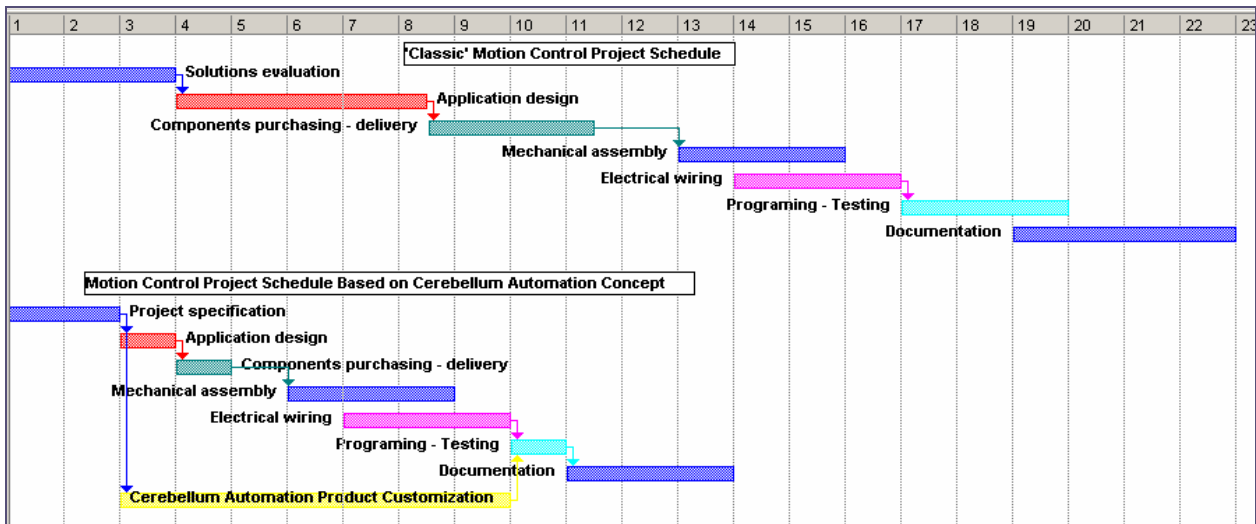 1 2 3 4 5 6 7 8 9 10 11 12 13 14 15 16 17 18 19 20 21 22 23
'Classic' Motion Control Project Schedule
Solutions evaluation
Application design
Components purchasing - delivery
Mechanical assembly
Electrical wiring
Programing - Testing
Documentation
Motion Control Project Schedule Based on Cerebellum Automation Concept
Project specification
Application design
Components purchasing - delivery
Mechanical assembly
Electrical wiring
Programing - Testing
Documentation
Cerebellum Automation Product Customization